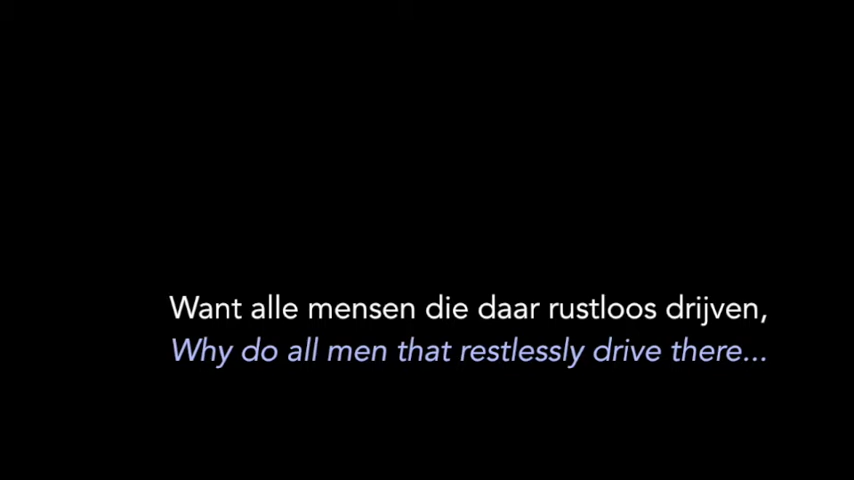 Want alle mensen die daar rustloos drijven,
Why do all men that restlessly drive there...